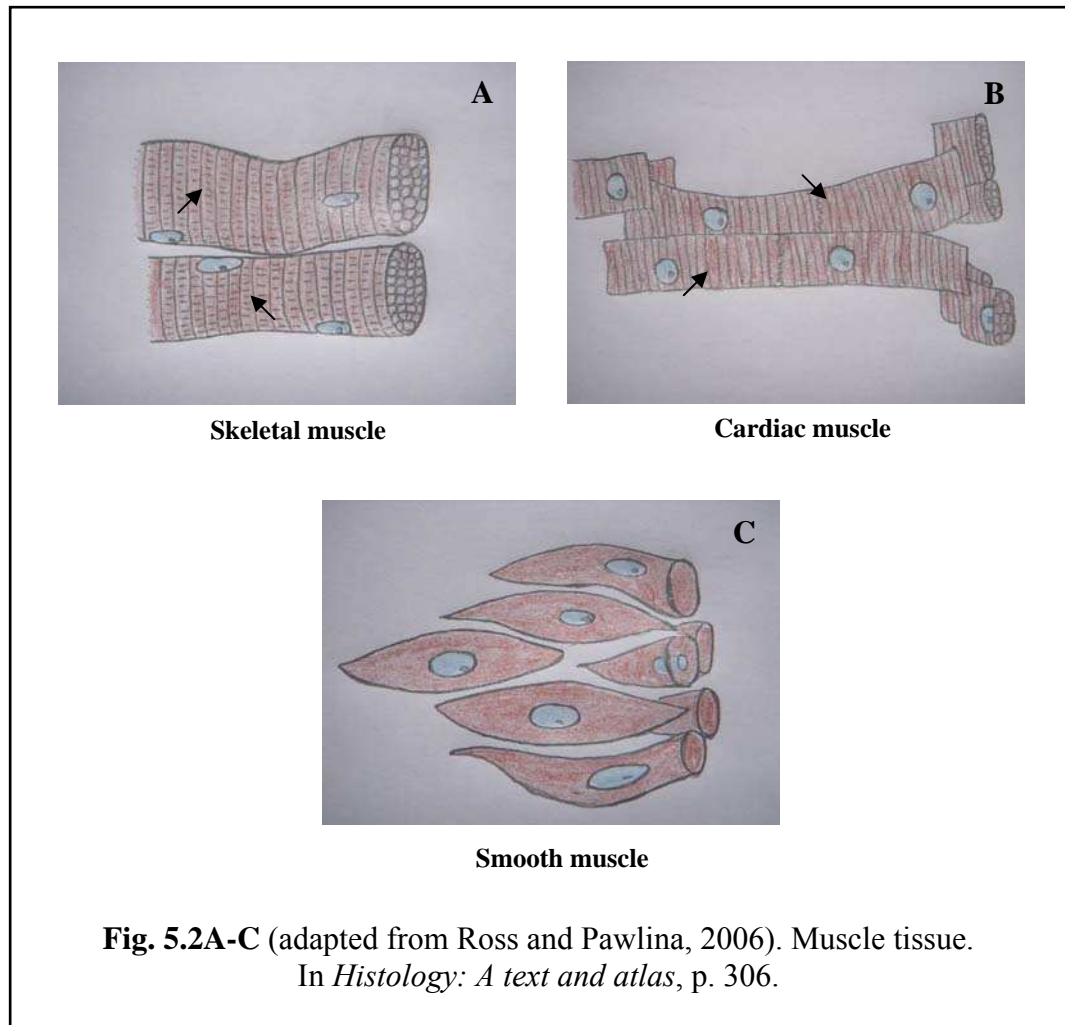 A
B
Skeletal muscle
Cardiac muscle
C
Smooth muscle
Fig. 5.2A-C (adapted from Ross and Pawlina, 2006). Muscle tissue.
In Histology: A text and atlas, p. 306.